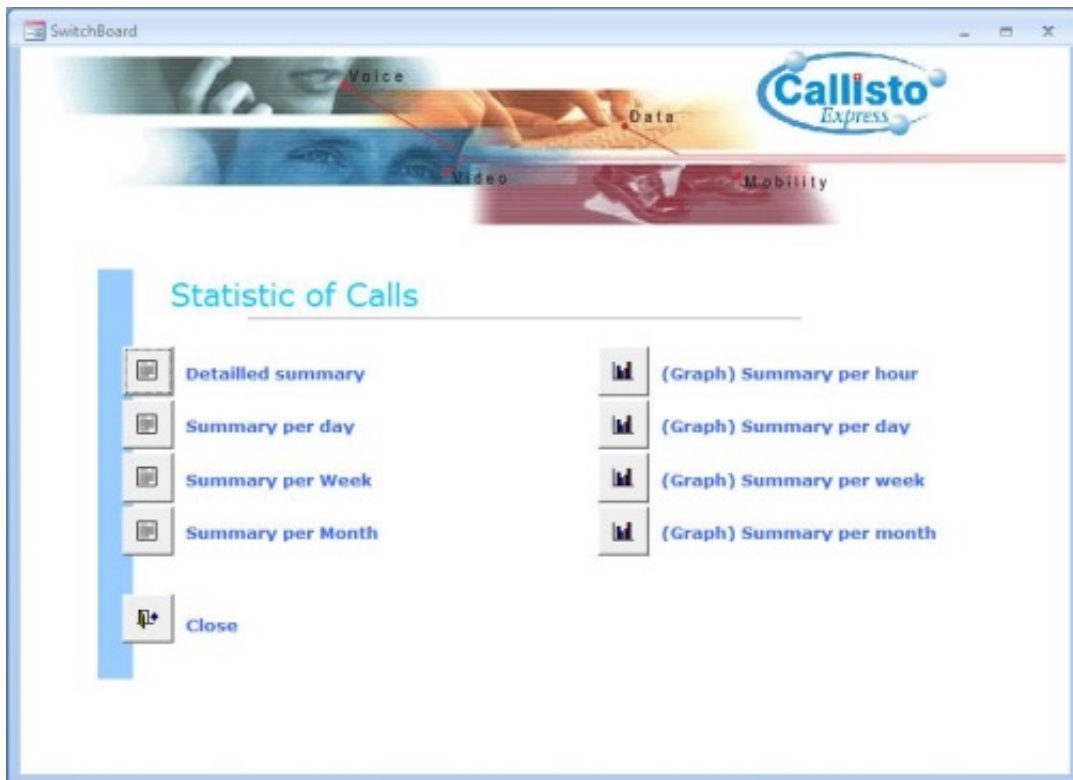 SwitchBoard
Voice
Data
Video
Mobility
Callisto
Express
Statistic of Calls
Detailled summary
Summary per day
Summary per Week
Summary per Month
Close
(Graph) Summary per hour
(Graph) Summary per day
(Graph) Summary per week
(Graph) Summary per month